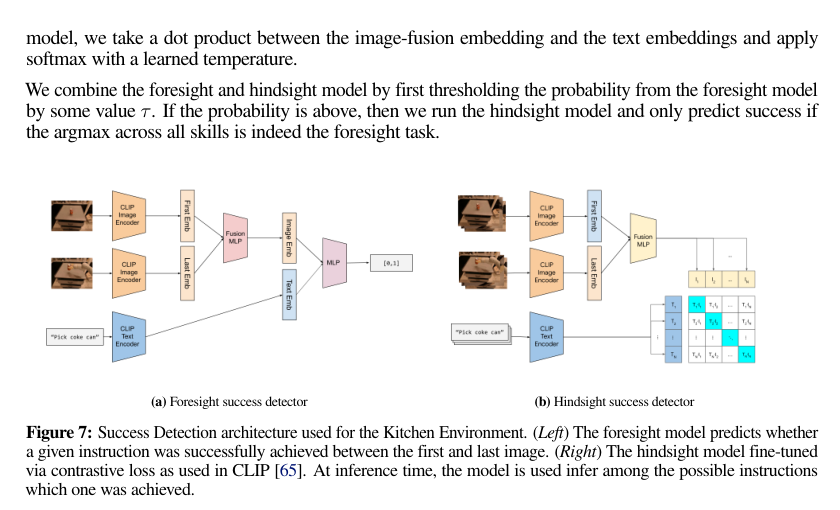 model, we take a dot product between the image-fusion embedding and the text embeddings and apply
softmax with a learned temperature.
We combine the foresight and hindsight model by first thresholding the probability from the foresight model
by some value τ. If the probability is above, then we run the hindsight model and only predict success if
the argmax across all skills is indeed the foresight task.
CLIP
Image
Encoder
First Emb
CLIP
Image
Encoder
Last Emb
Fusion
MLP
Image Emb
Text Emb
MLP
[0,1]
"Pick coke can"
CLIP
Text
Encoder
(a) Foresight success detector
CLIP
Image
Encoder
First Emb
CLIP
Image
Encoder
Last Emb
Fusion
MLP
...
"Pick coke can"
CLIP
Text
Encoder
(b) Hindsight success detector
Figure 7: Success Detection architecture used for the Kitchen Environment. (Left) The foresight model predicts whether
a given instruction was successfully achieved between the first and last image. (Right) The hindsight model fine-tuned
via contrastive loss as used in CLIP [65]. At inference time, the model is used infer among the possible instructions
which one was achieved.